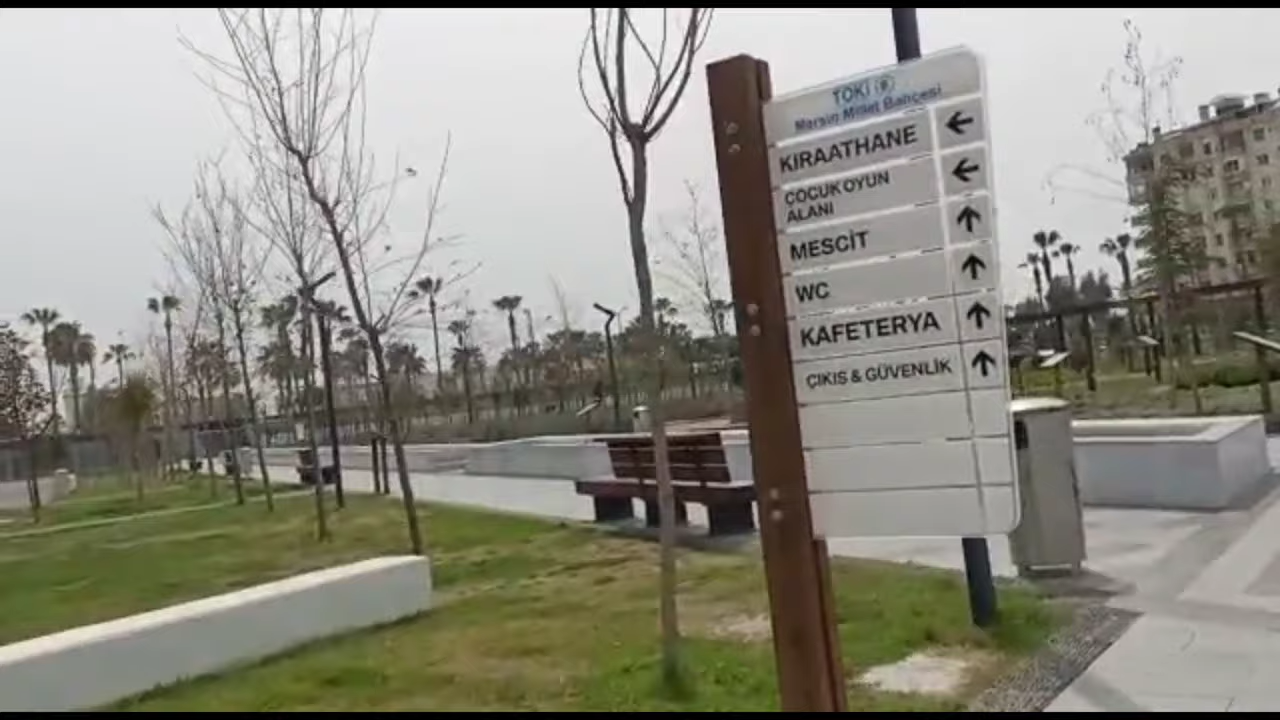 TOKİ
Mersin Millet Bahçesi
KIRAATHANE
ÇOCUK OYUN
ALANI
MESCİT
WC
KAFETERYA
ÇIKIŞ & GÜVENLİK